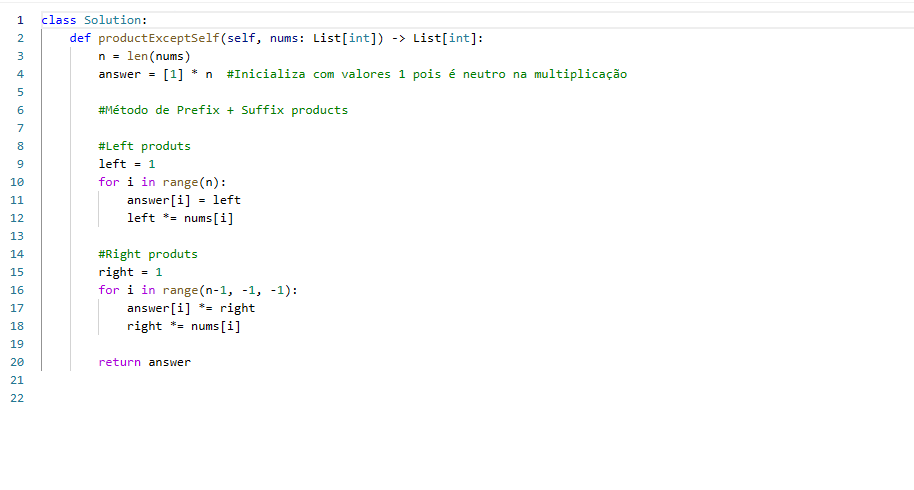 1 class Solution:
2     def productExceptSelf(self, nums: List[int]) -> List[int]:
3         n = len(nums)
4         answer = [1] * n  #Inicializa com valores 1 pois é neutro na multiplicação
5
6         #Método de Prefix + Suffix products
7
8         #Left produts
9         left = 1
10         for i in range(n):
11             answer[i] = left
12             left *= nums[i]
13
14         #Right produts
15         right = 1
16         for i in range(n-1, -1, -1):
17             answer[i] *= right
18             right *= nums[i]
19
20         return answer
21
22